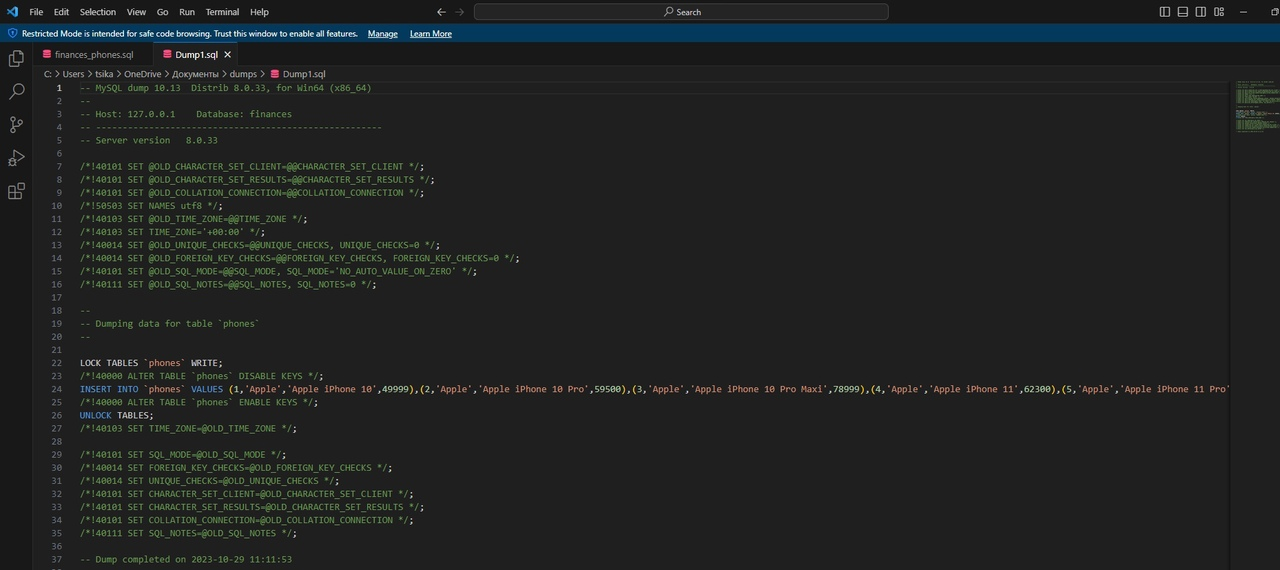 File Edit Selection View Go Run Terminal Help Search
Restricted Mode is intended for safe code browsing. Trust this window to enable all features. Manage Learn More
finances_phones.sql Dump1.sql
C: > Users > tsika > OneDrive > Документы > dumps > Dump1.sql
1 -- MySQL dump 10.13  Distrib 8.0.33, for Win64 (x86_64)
2 --
3 -- Host: 127.0.0.1    Database: finances
4 -- ------------------------------------------------------
5 -- Server version	8.0.33
6
7 /*!40101 SET @OLD_CHARACTER_SET_CLIENT=@@CHARACTER_SET_CLIENT */;
8 /*!40101 SET @OLD_CHARACTER_SET_RESULTS=@@CHARACTER_SET_RESULTS */;
9 /*!40101 SET @OLD_COLLATION_CONNECTION=@@COLLATION_CONNECTION */;
10 /*!50503 SET NAMES utf8 */;
11 /*!40103 SET @OLD_TIME_ZONE=@@TIME_ZONE */;
12 /*!40103 SET TIME_ZONE='+00:00' */;
13 /*!40014 SET @OLD_UNIQUE_CHECKS=@@UNIQUE_CHECKS, UNIQUE_CHECKS=0 */;
14 /*!40014 SET @OLD_FOREIGN_KEY_CHECKS=@@FOREIGN_KEY_CHECKS, FOREIGN_KEY_CHECKS=0 */;
15 /*!40101 SET @OLD_SQL_MODE=@@SQL_MODE, SQL_MODE='NO_AUTO_VALUE_ON_ZERO' */;
16 /*!40111 SET @OLD_SQL_NOTES=@@SQL_NOTES, SQL_NOTES=0 */;
17
18 --
19 -- Dumping data for table `phones`
20 --
21
22 LOCK TABLES `phones` WRITE;
23 /*!40000 ALTER TABLE `phones` DISABLE KEYS */;
24 INSERT INTO `phones` VALUES (1,'Apple','Apple iPhone 10',49999),(2,'Apple','Apple iPhone 10 Pro',59500),(3,'Apple','Apple iPhone 10 Pro Maxi',78999),(4,'Apple','Apple iPhone 11',62300),(5,'Apple','Apple iPhone 11 Pro'
25 /*!40000 ALTER TABLE `phones` ENABLE KEYS */;
26 UNLOCK TABLES;
27 /*!40103 SET TIME_ZONE=@OLD_TIME_ZONE */;
28
29 /*!40101 SET SQL_MODE=@OLD_SQL_MODE */;
30 /*!40014 SET FOREIGN_KEY_CHECKS=@OLD_FOREIGN_KEY_CHECKS */;
31 /*!40014 SET UNIQUE_CHECKS=@OLD_UNIQUE_CHECKS */;
32 /*!40101 SET CHARACTER_SET_CLIENT=@OLD_CHARACTER_SET_CLIENT */;
33 /*!40101 SET CHARACTER_SET_RESULTS=@OLD_CHARACTER_SET_RESULTS */;
34 /*!40101 SET COLLATION_CONNECTION=@OLD_COLLATION_CONNECTION */;
35 /*!40111 SET SQL_NOTES=@OLD_SQL_NOTES */;
36
37 -- Dump completed on 2023-10-29 11:11:53